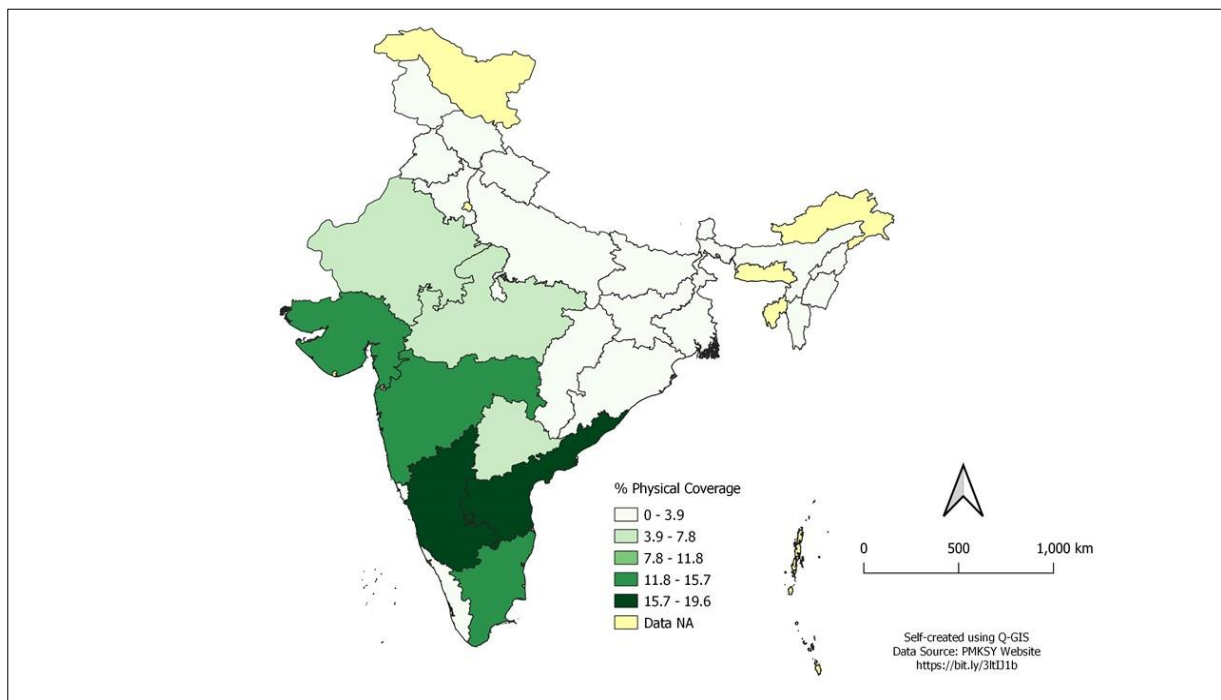 % Physical Coverage
0 - 3.9
3.9 - 7.8
7.8 - 11.8
11.8 - 15.7
15.7 - 19.6
Data NA
0 500 1,000 km
Self-created using Q-GIS
Data Source: PMKSY Website
https://bit.ly/3ltIJ1b